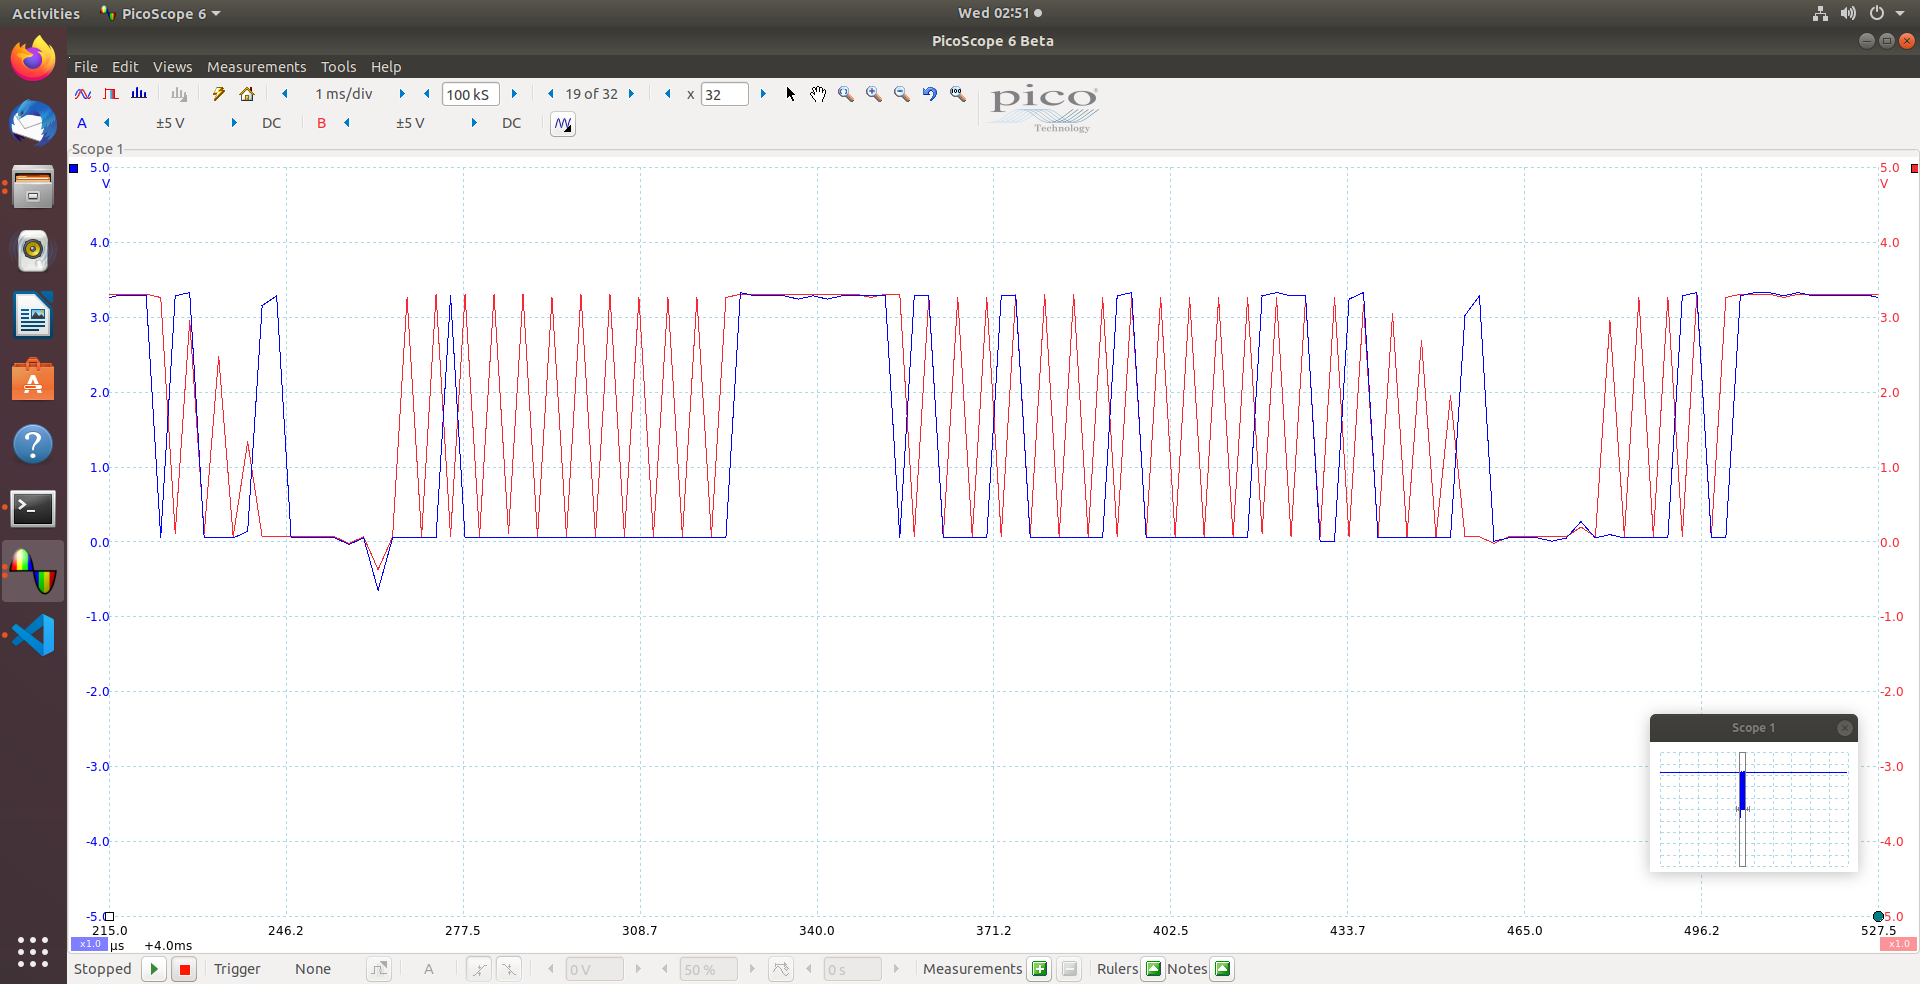 Activities PicoScope 6 Wed 02:51
PicoScope 6 Beta
File Edit Views Measurements Tools Help
1 ms/div 100 kS 19 of 32 x 32
pico
Technology
A ±5 V DC B ±5 V DC
Scope 1
5.0 5.0
V V
4.0 4.0
3.0 3.0
2.0 2.0
1.0 1.0
0.0 0.0
-1.0 -1.0
-2.0 -2.0
Scope 1
-3.0 -3.0
-4.0 -4.0
-5.0 -5.0
215.0 246.2 277.5 308.7 340.0 371.2 402.5 433.7 465.0 496.2 527.5
x1.0 µs +4.0ms x1.0
Stopped Trigger None A 0 V 50 % 0 s Measurements Rulers Notes